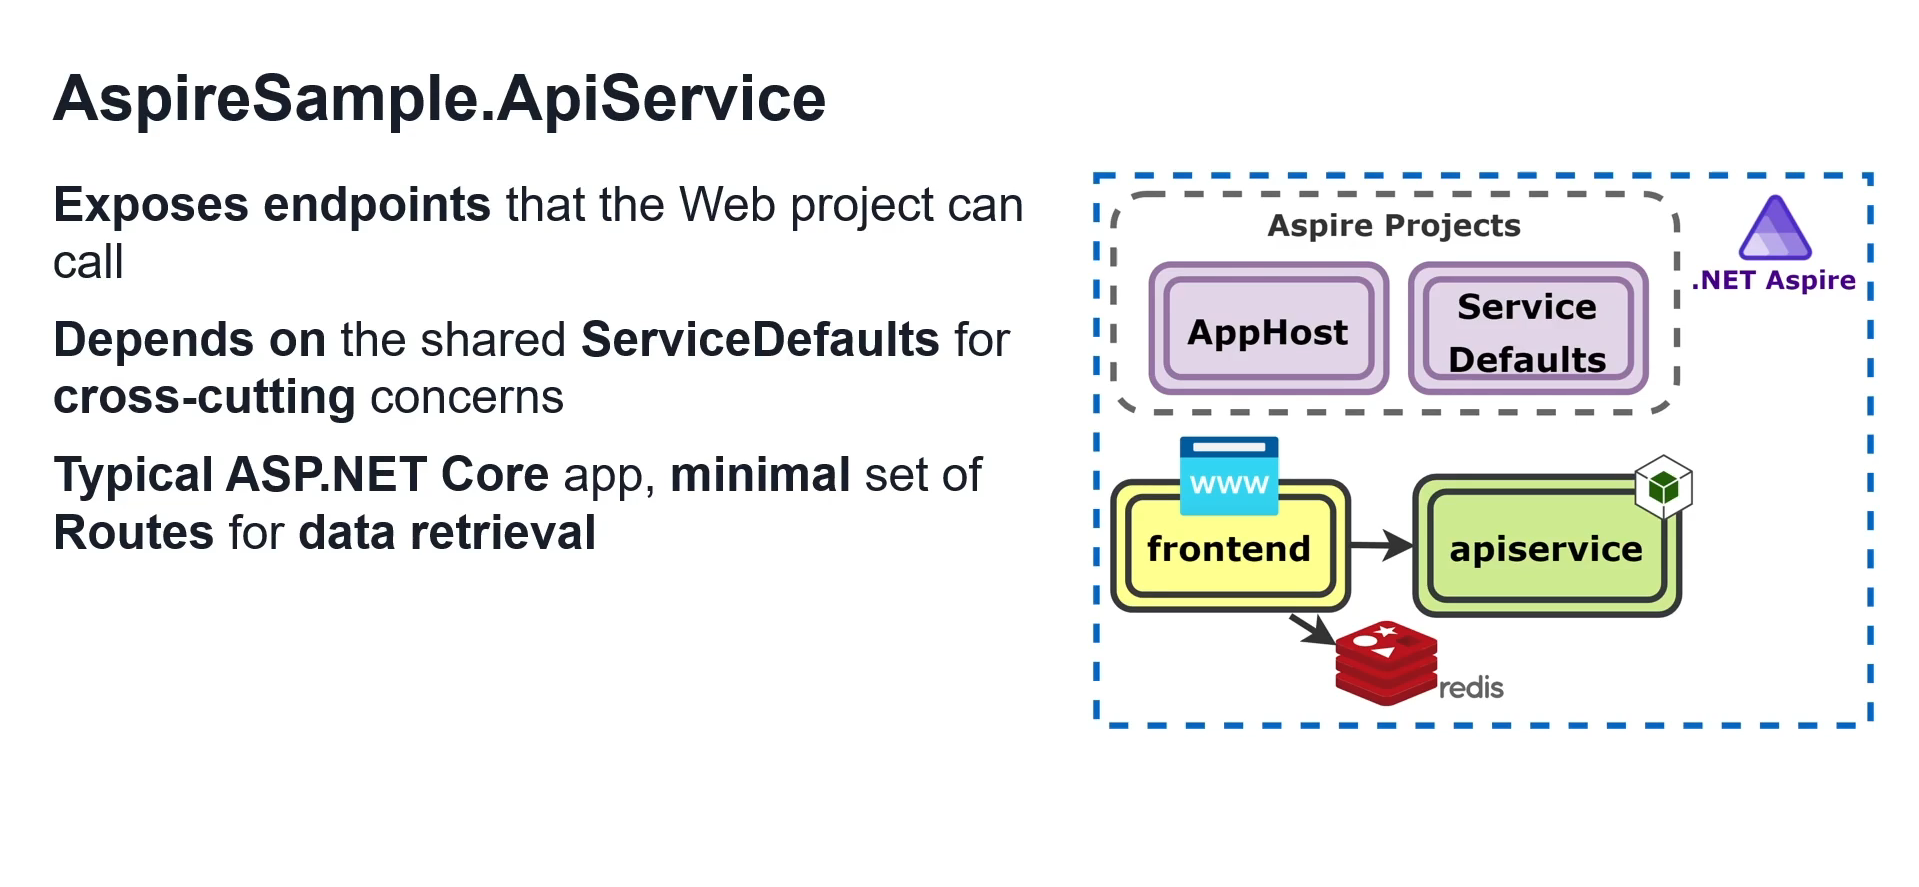 AspireSample.ApiService
Exposes endpoints that the Web project can
call
Depends on the shared ServiceDefaults for
cross-cutting concerns
Typical ASP.NET Core app, minimal set of
Routes for data retrieval
Aspire Projects
AppHost
Service
Defaults
.NET Aspire
www
frontend
apiservice
redis